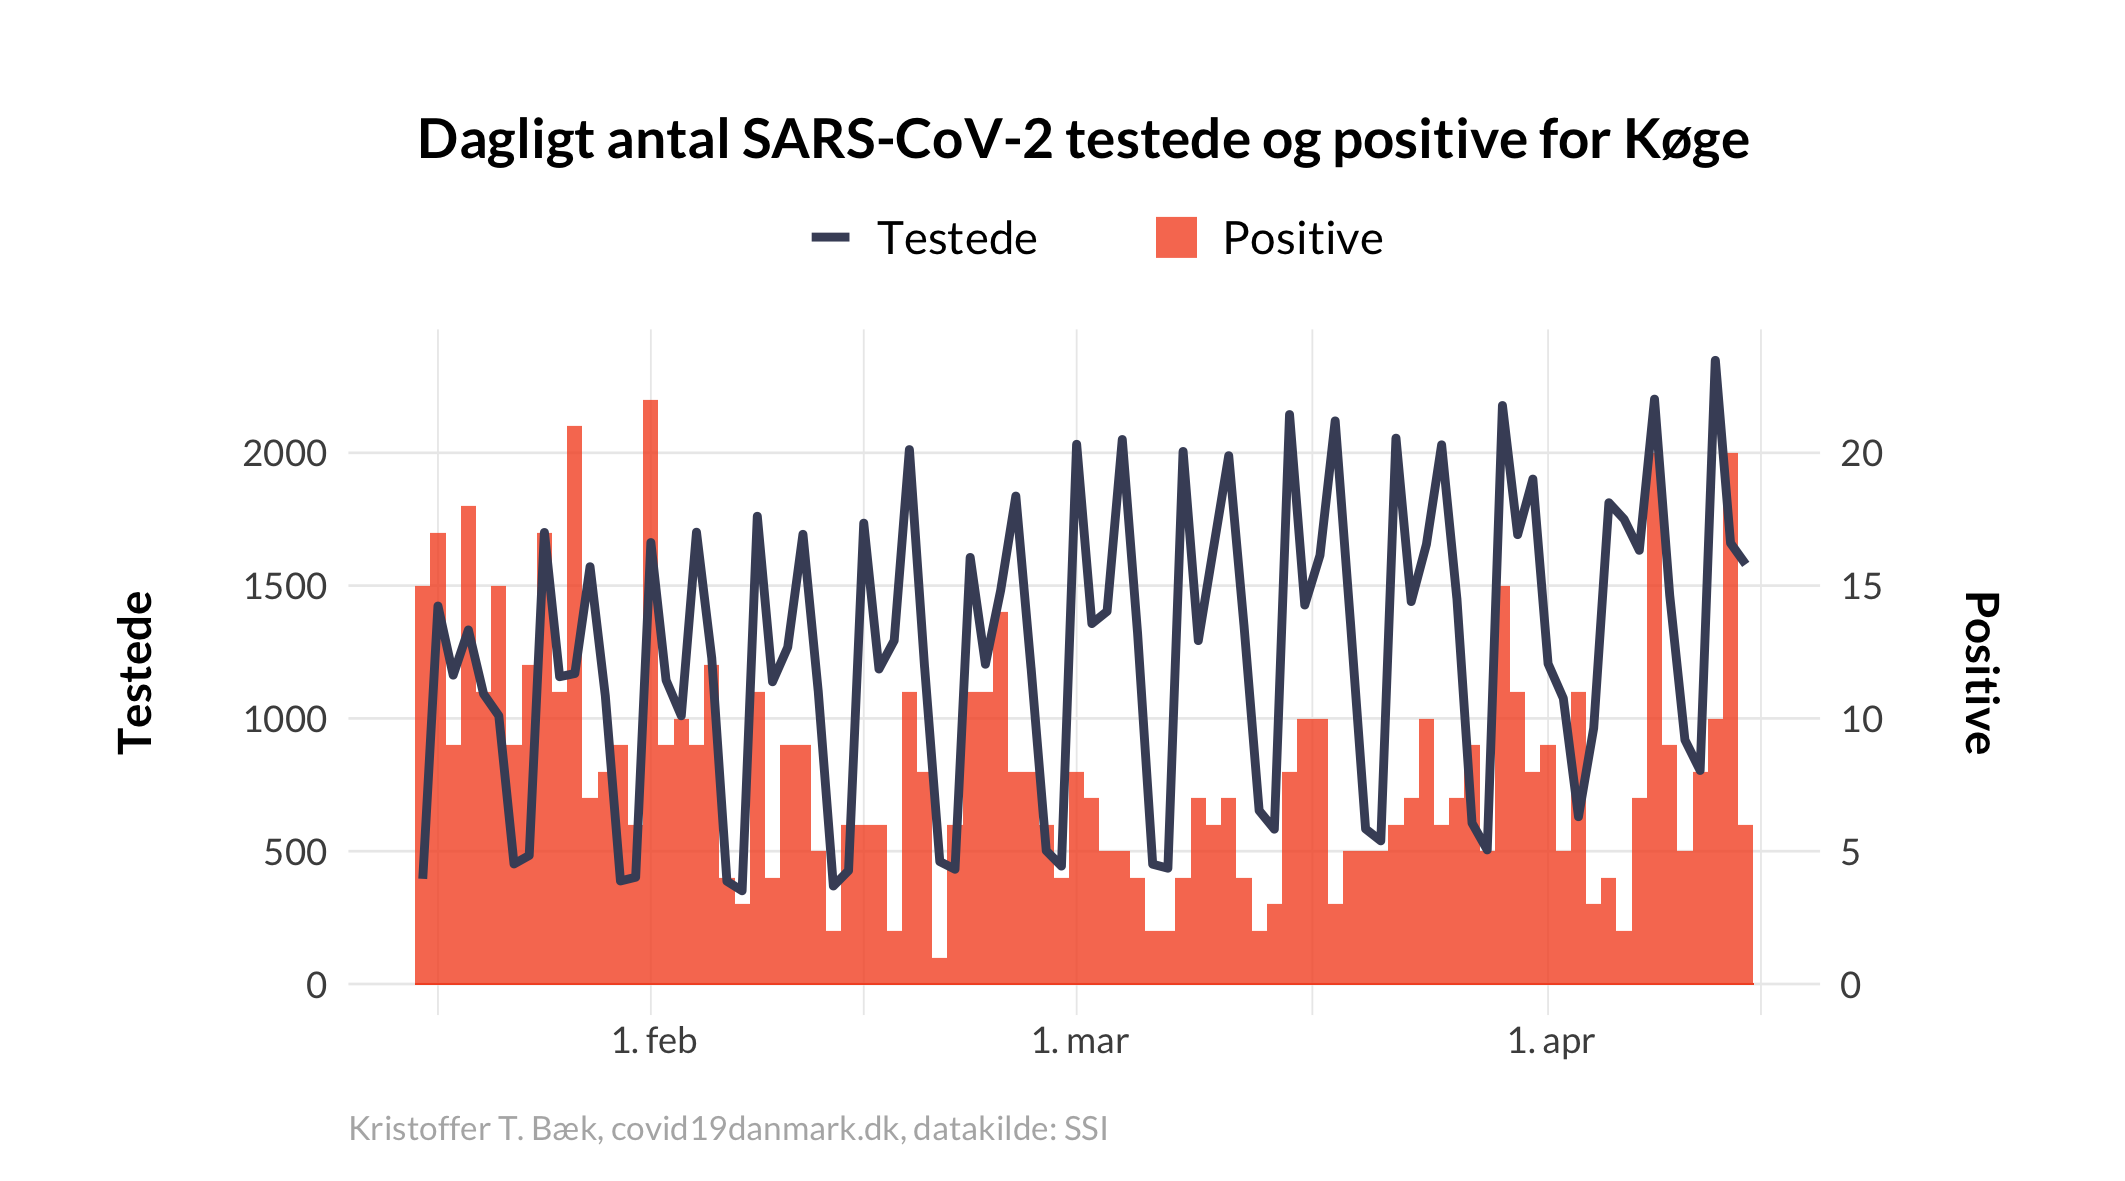 Dagligt antal SARS-CoV-2 testede og positive for Køge
Testede Positive
2000 20
1500 15
1000 10
500 5
0 0
Testede
Positive
1. feb 1. mar 1. apr
Kristoffer T. Bæk, covid19danmark.dk, datakilde: SSI